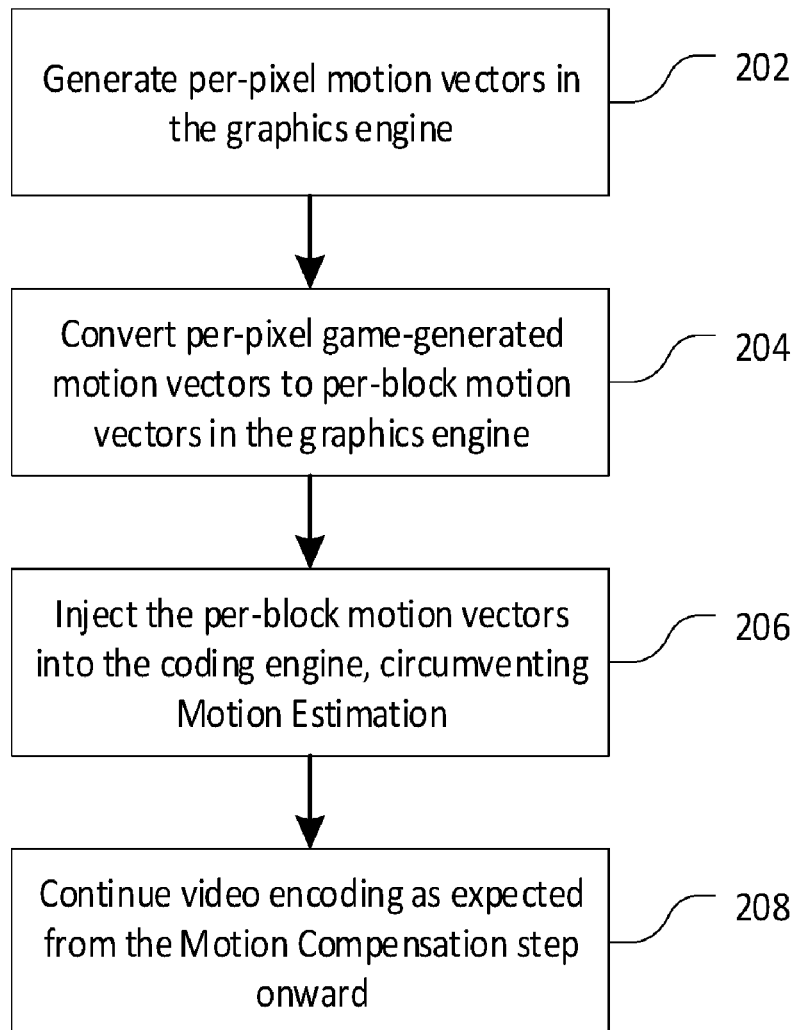 Generate per-pixel motion vectors in
the graphics engine
202
Convert per-pixel game-generated
motion vectors to per-block motion
vectors in the graphics engine
204
Inject the per-block motion vectors
into the coding engine, circumventing
Motion Estimation
206
Continue video encoding as expected
from the Motion Compensation step
onward
208